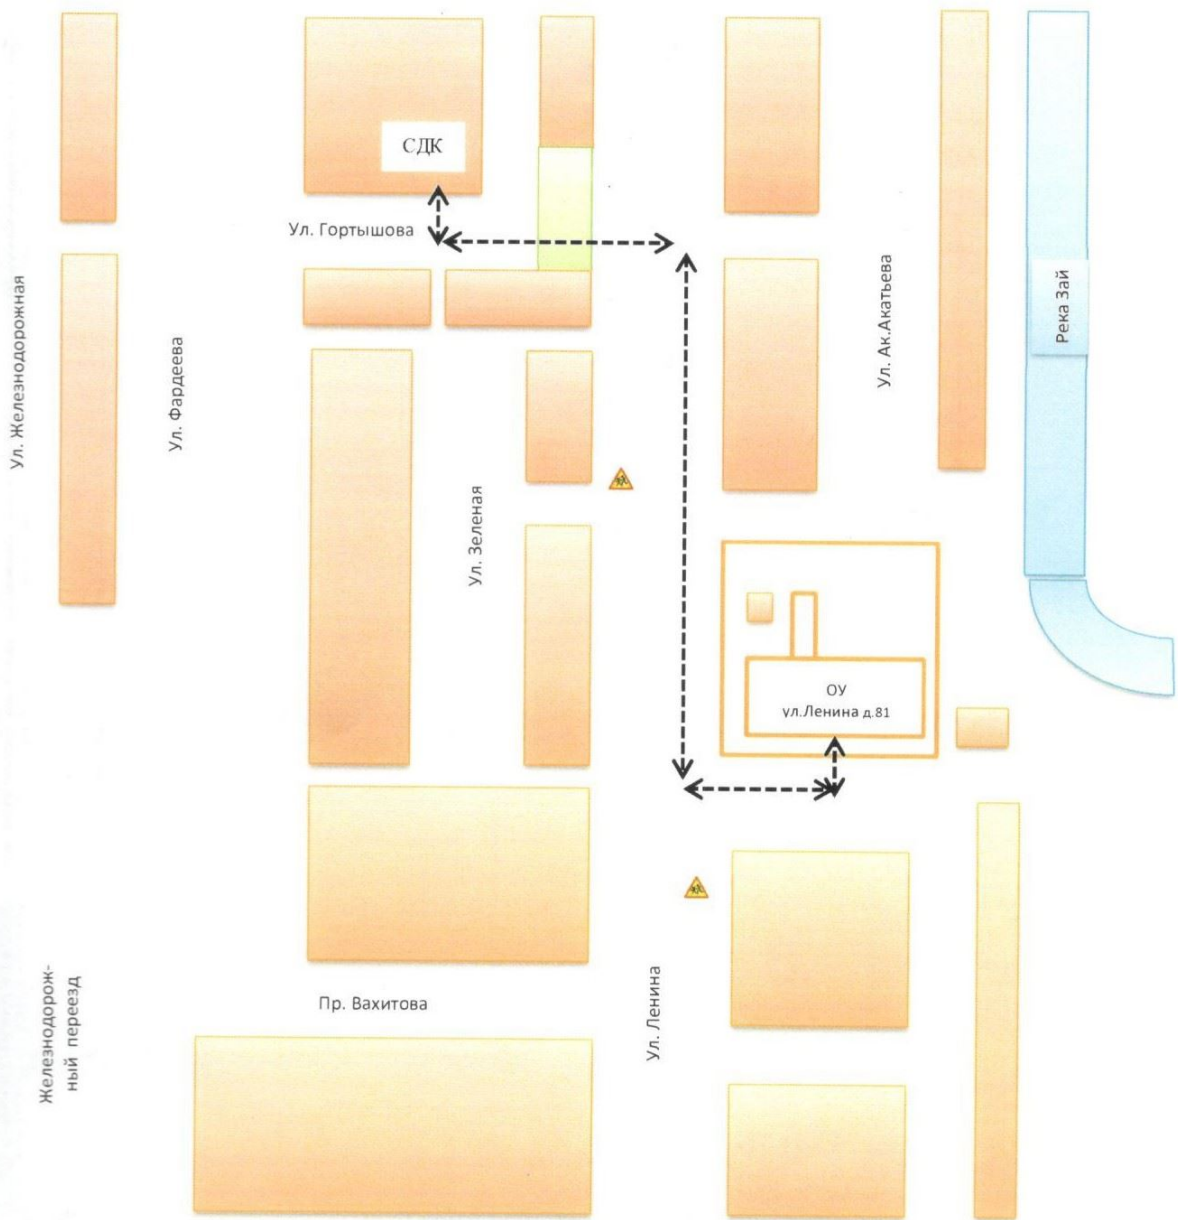 СДК
Ул. Гортышова
Ул. Железнодорожная
Ул. Фардеева
Ул. Зеленая
Ул. Ак.Акатьева
Река Зай
ОУ
ул.Ленина д.81
Железнодорож-
ный переезд
Пр. Вахитова
Ул. Ленина